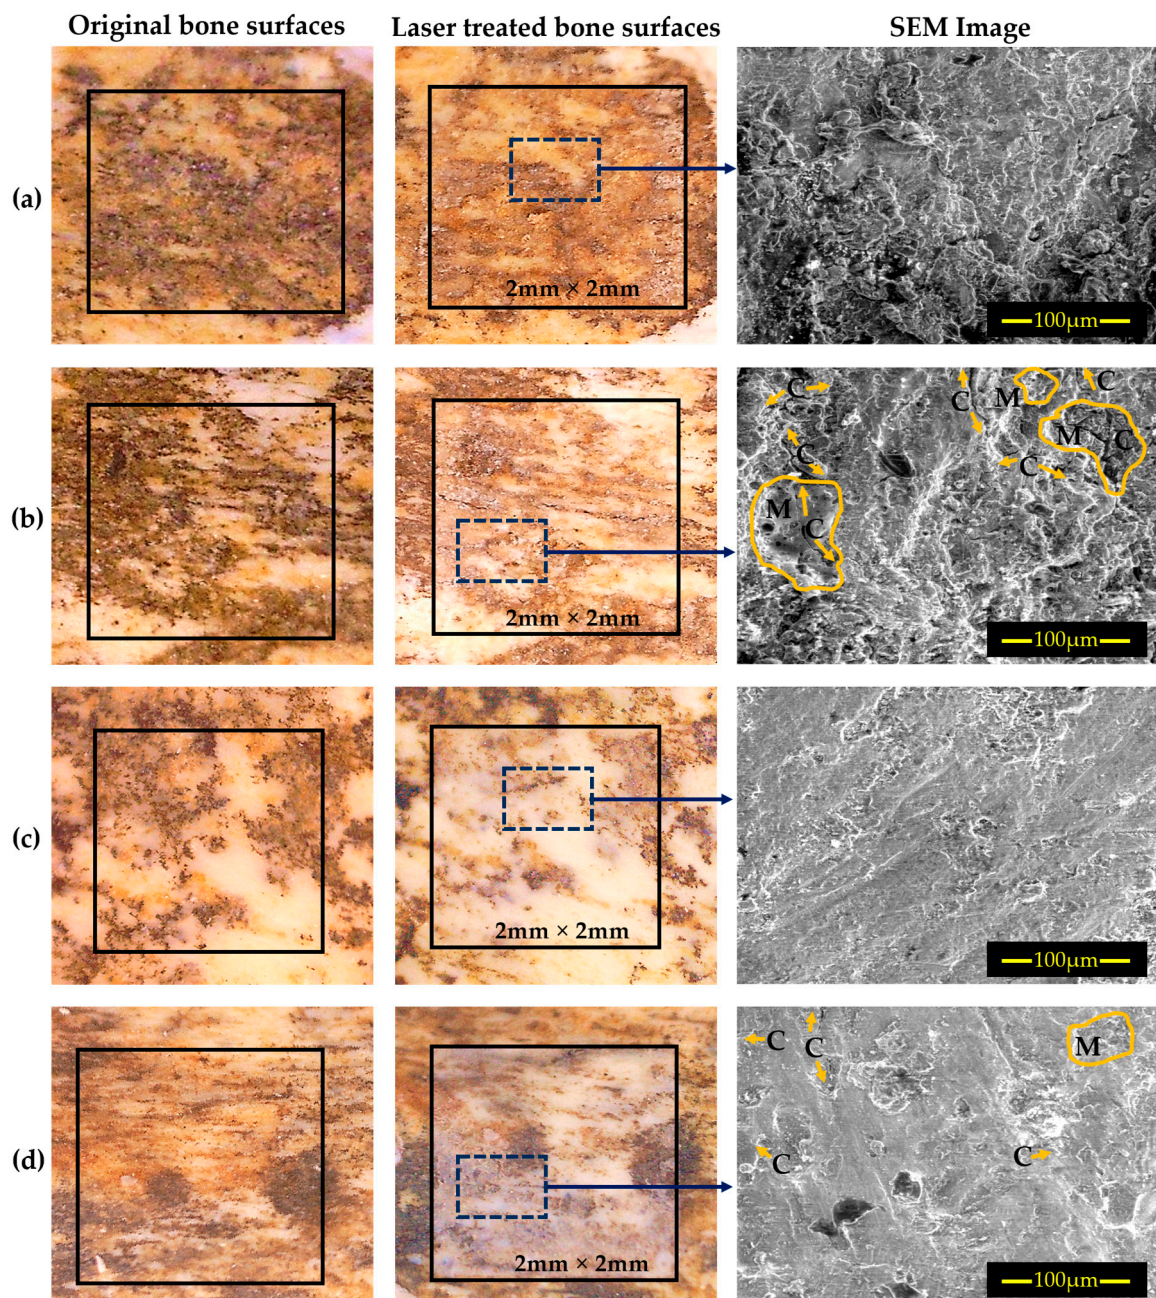 Original bone surfaces
Laser treated bone surfaces
SEM Image
(a)
2mm × 2mm
100µm
(b)
2mm × 2mm
C
C
C
M
C
M
C
C
M
C
100µm
(c)
2mm × 2mm
100µm
(d)
2mm × 2mm
C
C
M
C
C
100µm